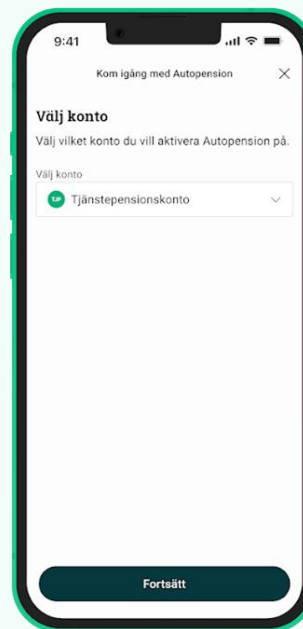 9:41
Kom igång med Autopension
Välj konto
Välj vilket konto du vill aktivera Autopension på.
Välj konto
TJP Tjänstepensionskonto
Fortsätt